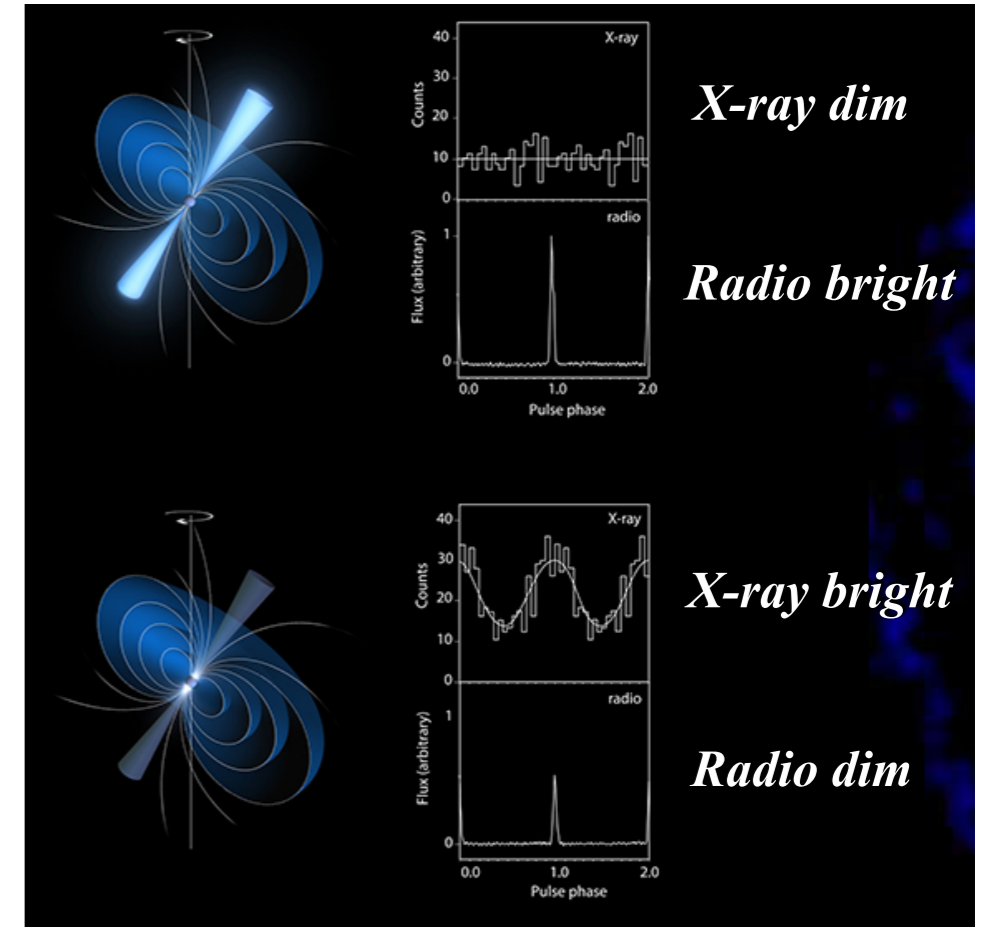 40
X-ray
30
Counts
20
10
0
X-ray dim
radio
1
Flux (arbitrary)
0
Radio bright
0.0 1.0 2.0
Pulse phase
40
X-ray
30
Counts
20
10
0
X-ray bright
radio
1
Flux (arbitrary)
0
Radio dim
0.0 1.0 2.0
Pulse phase